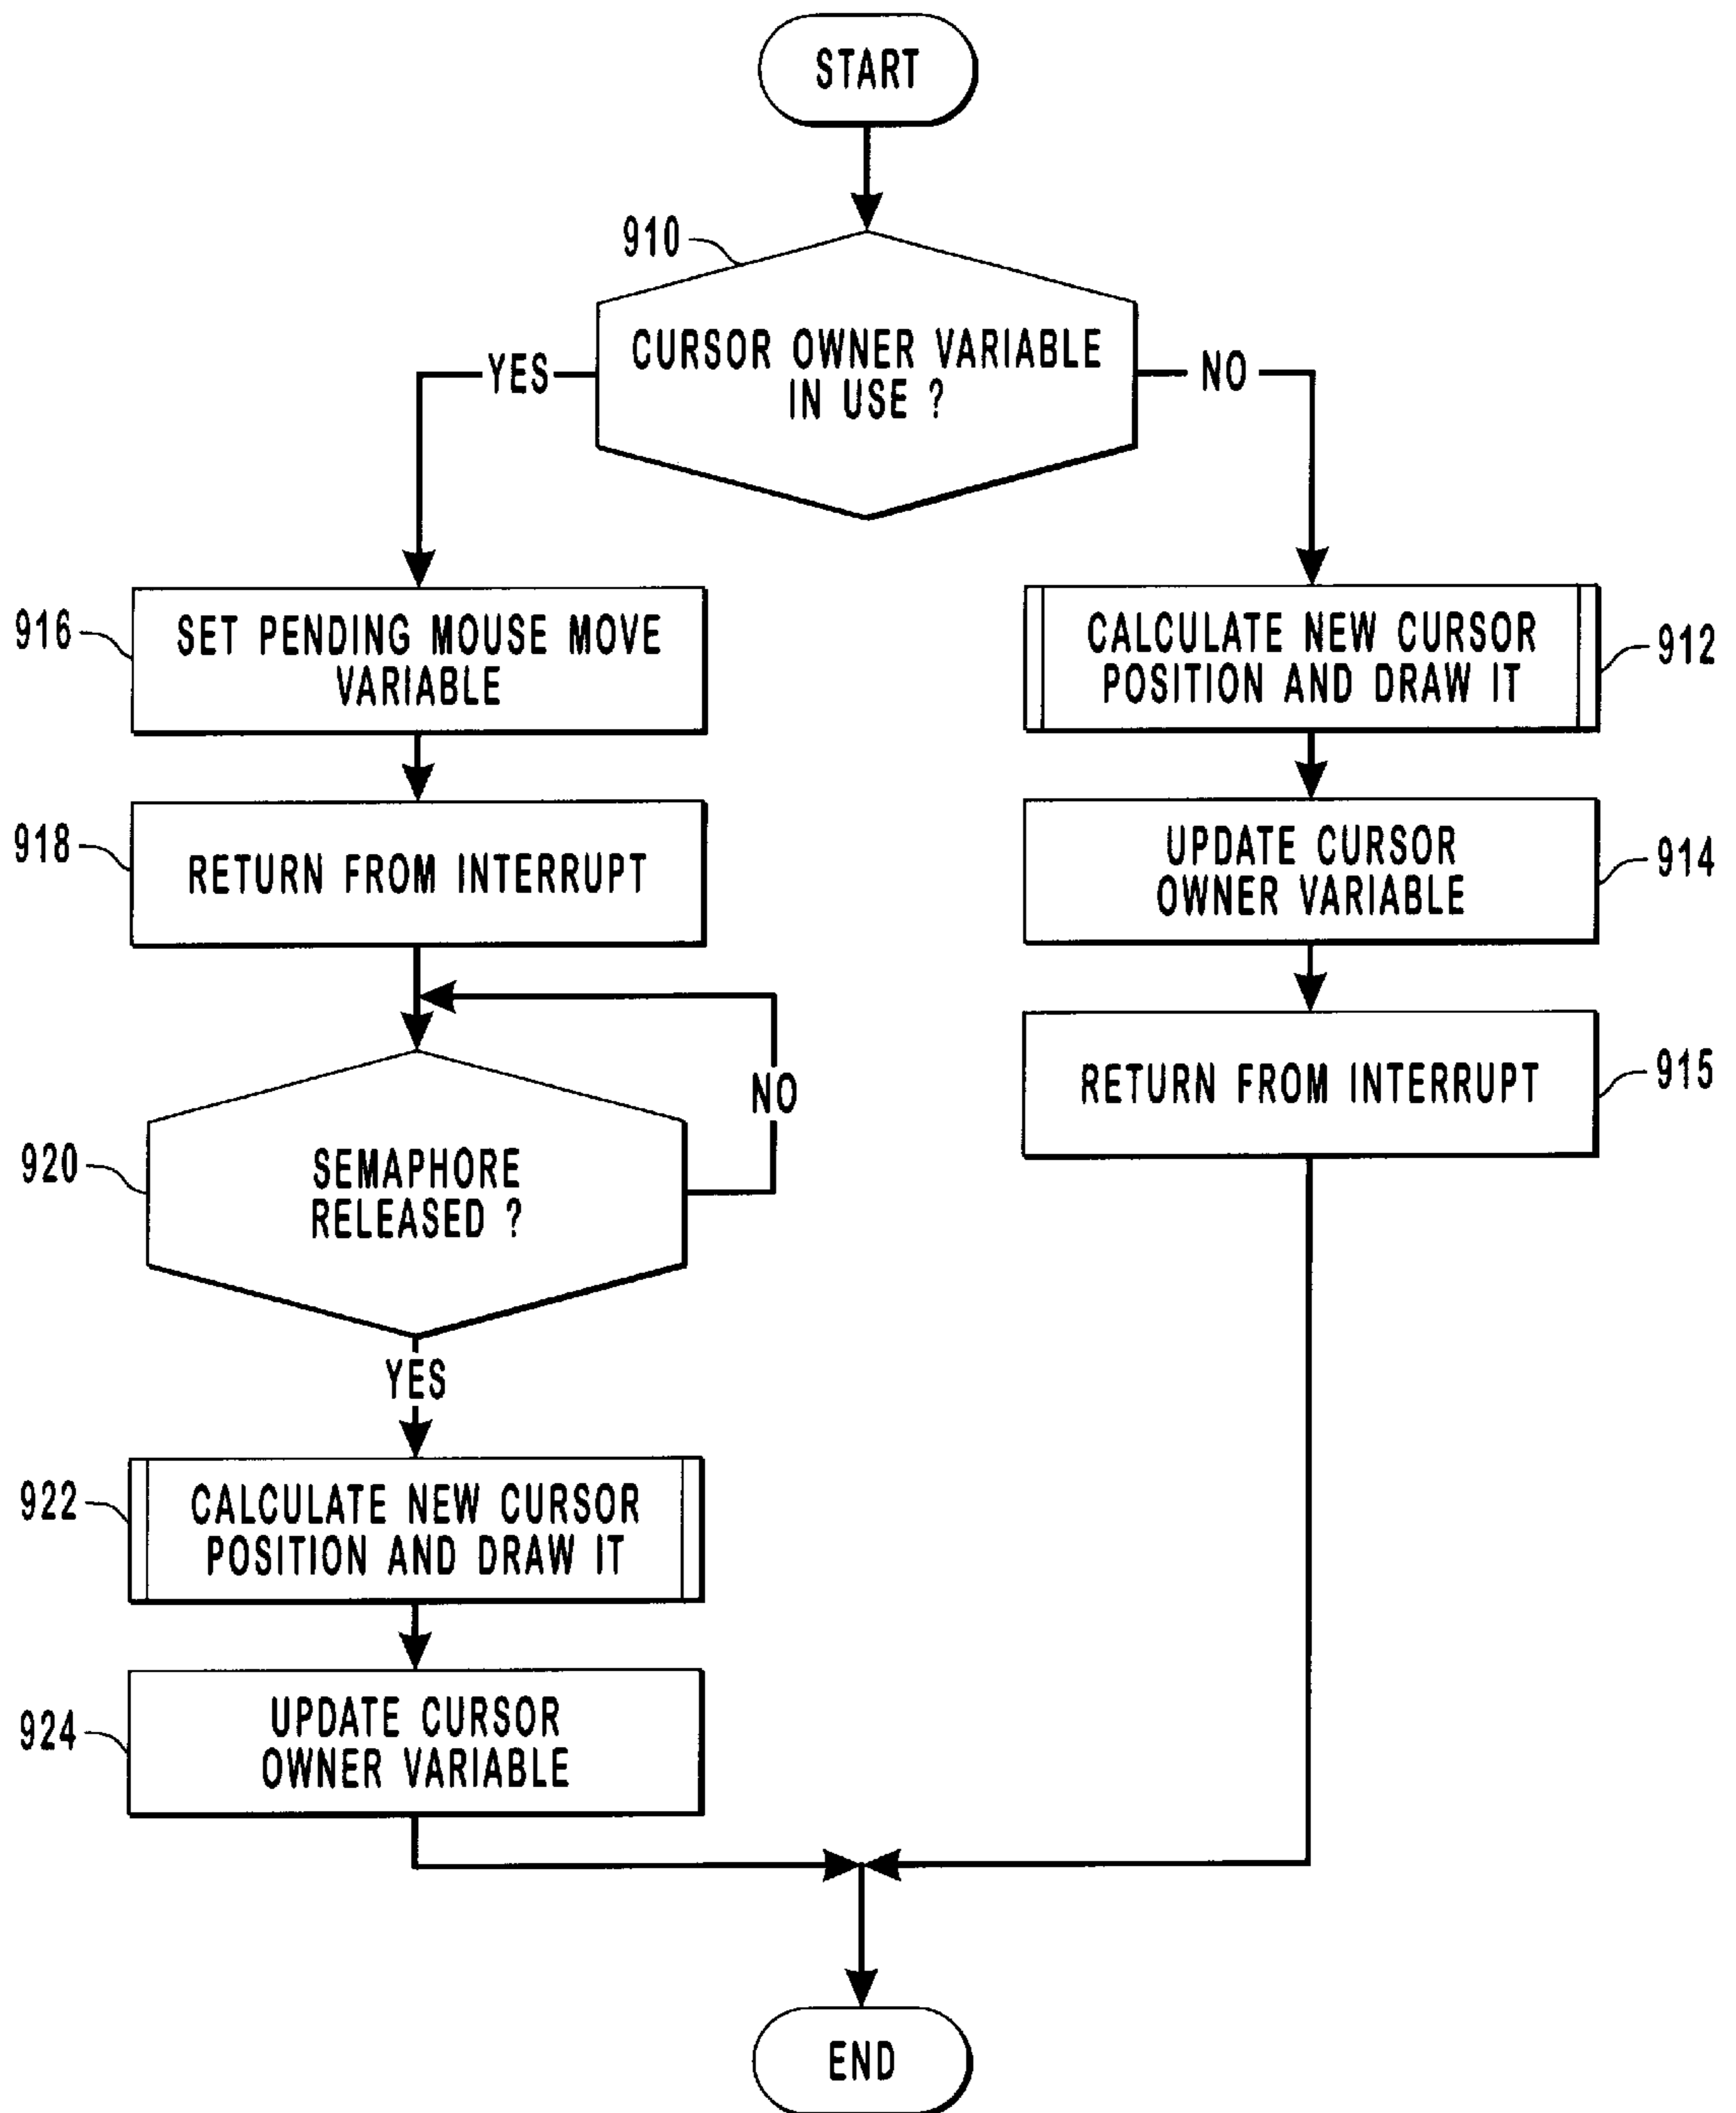 START
910
CURSOR OWNER VARIABLE
IN USE ?
YES
NO
916
SET PENDING MOUSE MOVE
VARIABLE
CALCULATE NEW CURSOR
POSITION AND DRAW IT
912
918
RETURN FROM INTERRUPT
UPDATE CURSOR
OWNER VARIABLE
914
RETURN FROM INTERRUPT
915
NO
920
SEMAPHORE
RELEASED ?
YES
922
CALCULATE NEW CURSOR
POSITION AND DRAW IT
924
UPDATE CURSOR
OWNER VARIABLE
END